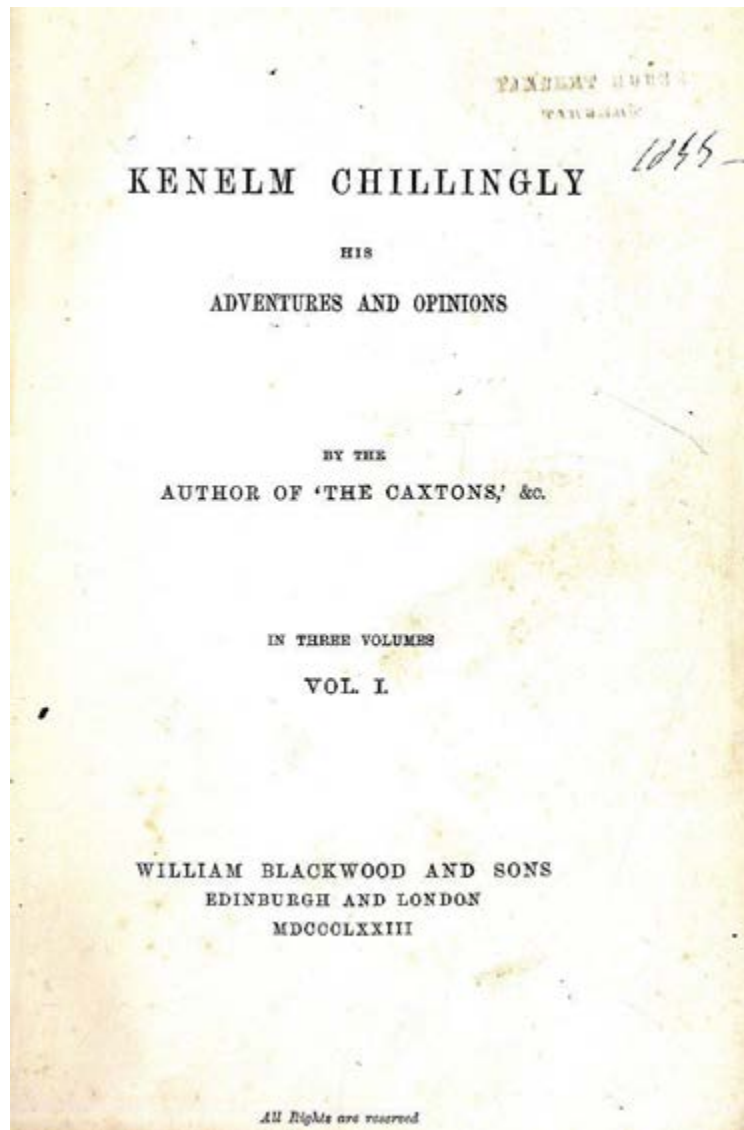 KENELM CHILLINGLY
HIS
ADVENTURES AND OPINIONS
BY THE
AUTHOR OF ‘THE CAXTONS,’ &c.
IN THREE VOLUMES
VOL. I.
WILLIAM BLACKWOOD AND SONS
EDINBURGH AND LONDON
MDCCCLXXIII
All Rights are reserved